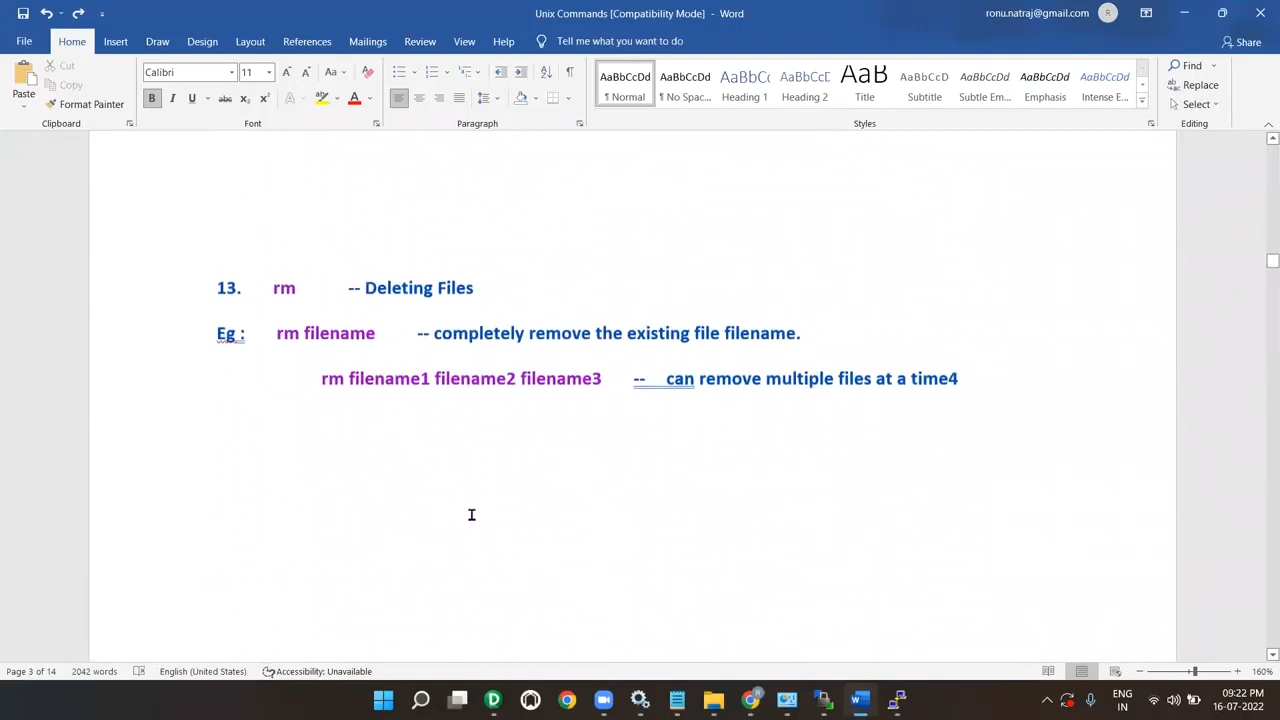 Unix Commands [Compatibility Mode] - Word
ronu.natraj@gmail.com R
File Home Insert Draw Design Layout References Mailings Review View Help Tell me what you want to do Share
Paste Cut Copy Format Painter
Calibri 11
AaBbCcDd AaBbCcDd AaBbCc AaBbCcD AaB AaBbCcDd AaBbCcDd AaBbCcDd AaBbCcDd
¶ Normal ¶ No Spac... Heading 1 Heading 2 Title Subtitle Subtle Em... Emphasis Intense E...
Find Replace Select
Clipboard Font Paragraph Styles Editing
13. rm -- Deleting Files
Eg : rm filename -- completely remove the existing file filename.
rm filename1 filename2 filename3 -- can remove multiple files at a time4
Page 3 of 14 2042 words English (United States) Accessibility: Unavailable 160%
ENG 09:22 PM
IN 16-07-2022